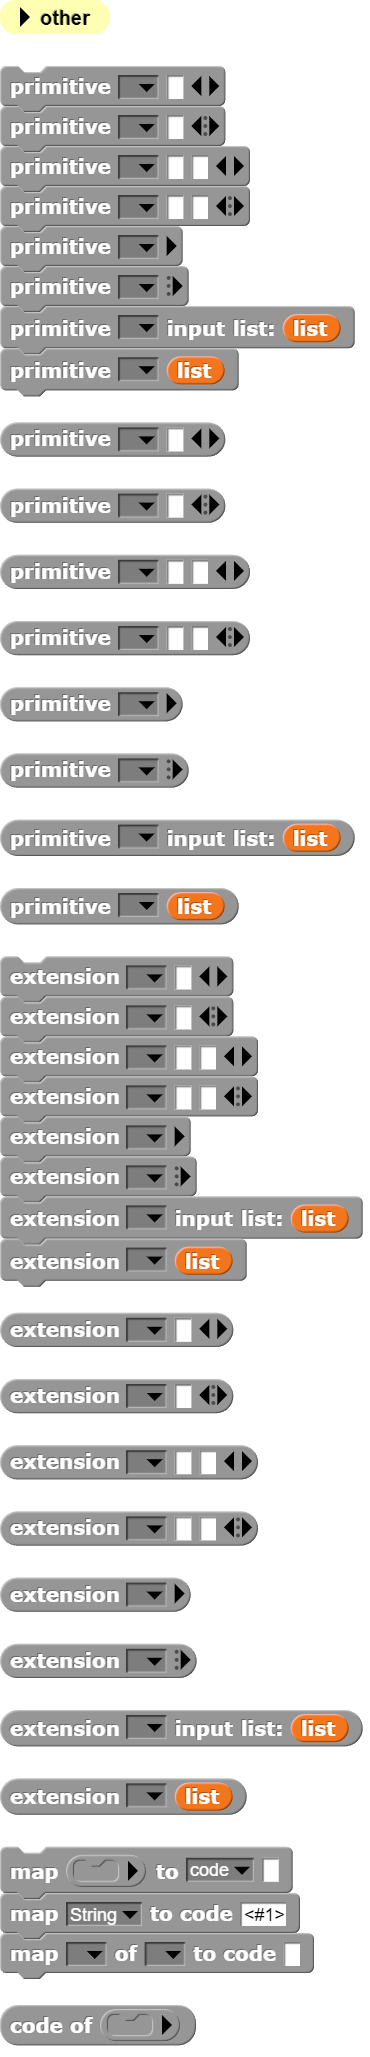 other
primitive
primitive
primitive
primitive
primitive
primitive
primitive input list: list
primitive list
primitive
primitive
primitive
primitive
primitive
primitive
primitive input list: list
primitive list
extension
extension
extension
extension
extension
extension
extension input list: list
extension list
extension
extension
extension
extension
extension
extension
extension input list: list
extension list
map to code
map String to code <#1>
map of to code
code of